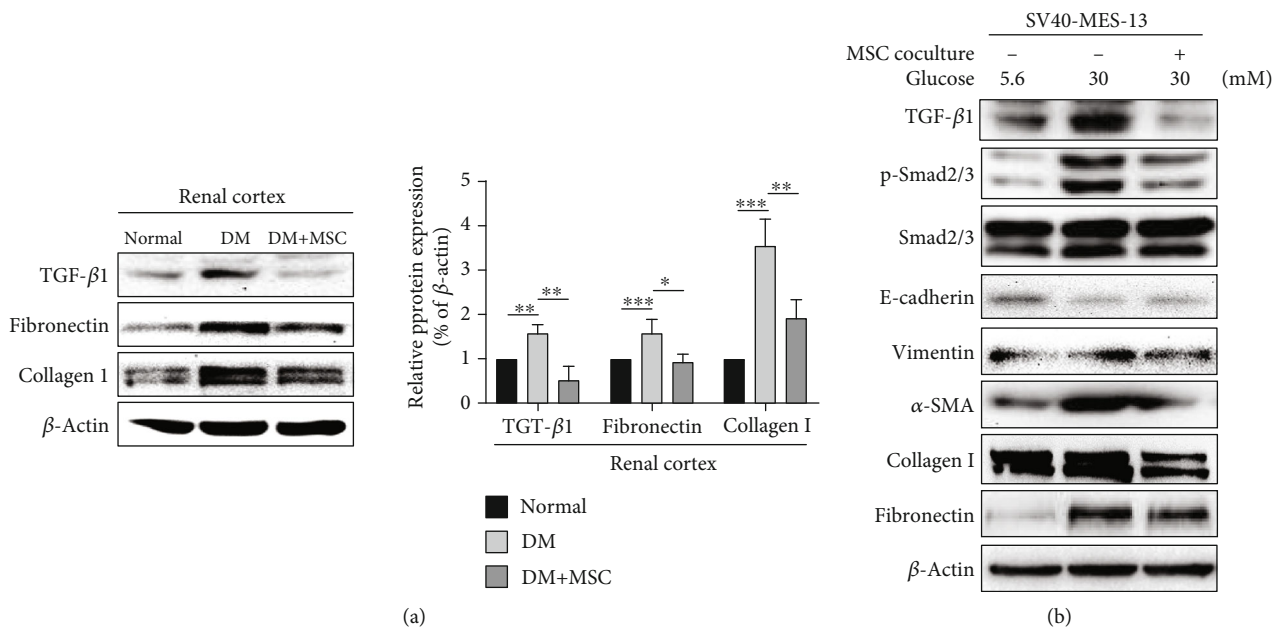 Renal cortex
Normal DM DM+MSC
TGF-β1
Fibronectin
Collagen 1
β-Actin
Relative pprotein expression
(% of β-actin)
5
4
3
2
1
0
** **
*** *
*** **
TGT-β1 Fibronectin Collagen I
Renal cortex
Normal
DM
DM+MSC
(a)
SV40-MES-13
MSC coculture – – +
Glucose 5.6 30 30 (mM)
TGF-β1
p-Smad2/3
Smad2/3
E-cadherin
Vimentin
α-SMA
Collagen I
Fibronectin
β-Actin
(b)